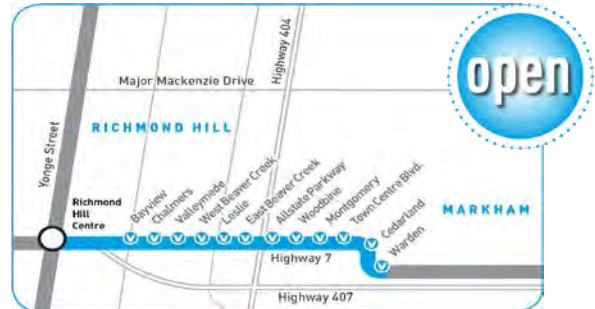 Highway 404
open
Major Mackenzie Drive
RICHMOND HILL
Yonge Street
Richmond
Hill
Centre
Bayview
Chalmers
Valleymede
West Beaver Creek
Leslie
East Beaver Creek
Allstate Parkway
Woodbine
Montgomery
Town Centre Blvd.
Cedarland
Warden
MARKHAM
Highway 7
Highway 407